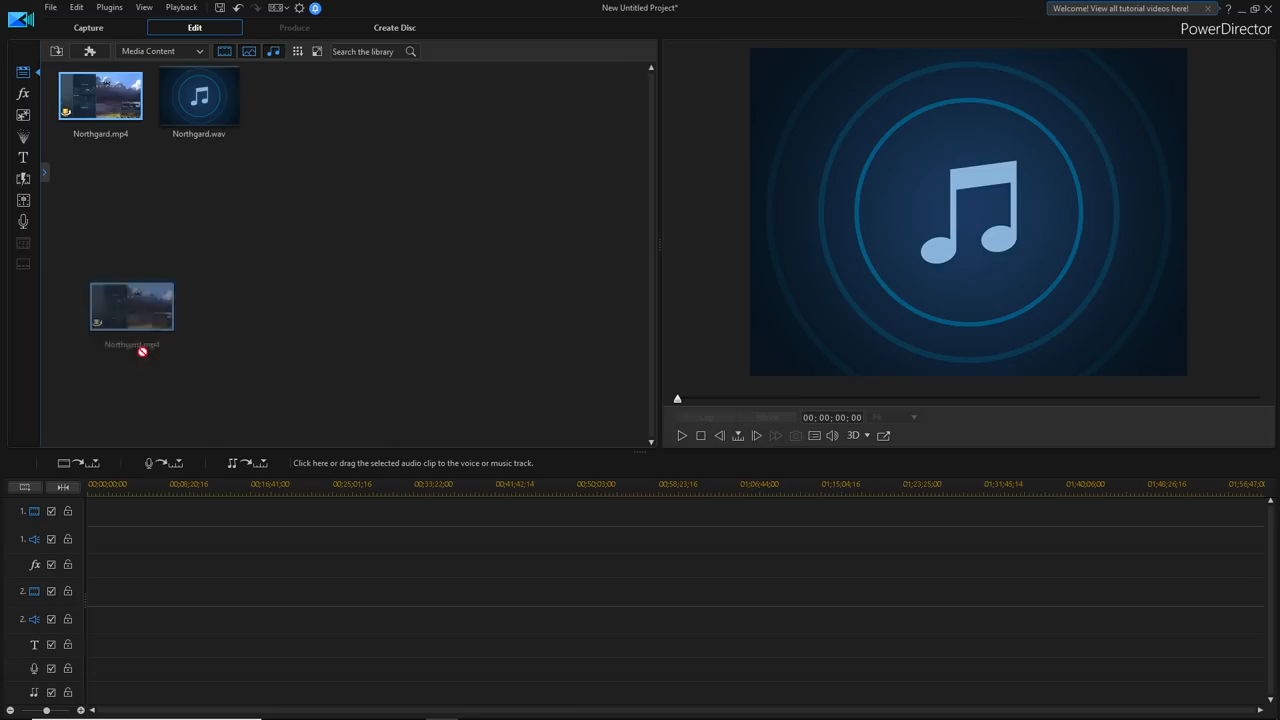 File Edit Plugins View Playback New Untitled Project* Welcome! View all tutorial videos here!
Capture Edit Produce Create Disc PowerDirector
Media Content Search the library
Northgard.mp4 Northgard.wav
Northgard.mp4
00;00;00;00 Fit
3D
Click here or drag the selected audio clip to the voice or music track.
00;00;00;00 00;08;20;16 00;16;41;00 00;25;01;16 00;33;22;00 00;41;42;14 00;50;03;00 00;58;23;16 01;06;44;00 01;15;04;16 01;23;25;00 01;31;45;14 01;40;06;00 01;48;26;16 01;56;47;0
1.
1.
fx
2.
2.
T